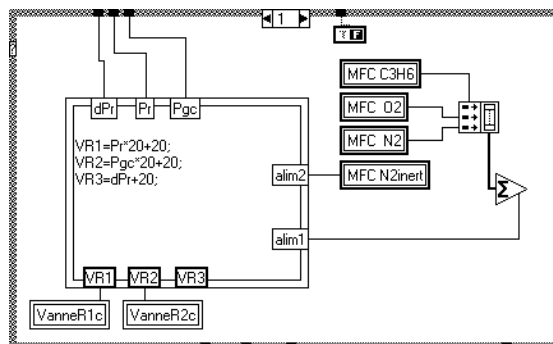 1
F
dPr Pr Pgc
MFC C3H6
MFC O2
MFC N2
VR1=Pr*20+20;
VR2=Pgc*20+20;
VR3=dPr+20;
alim2
MFC N2inert
Σ
alim1
VR1 VR2 VR3
VanneR1c VanneR2c